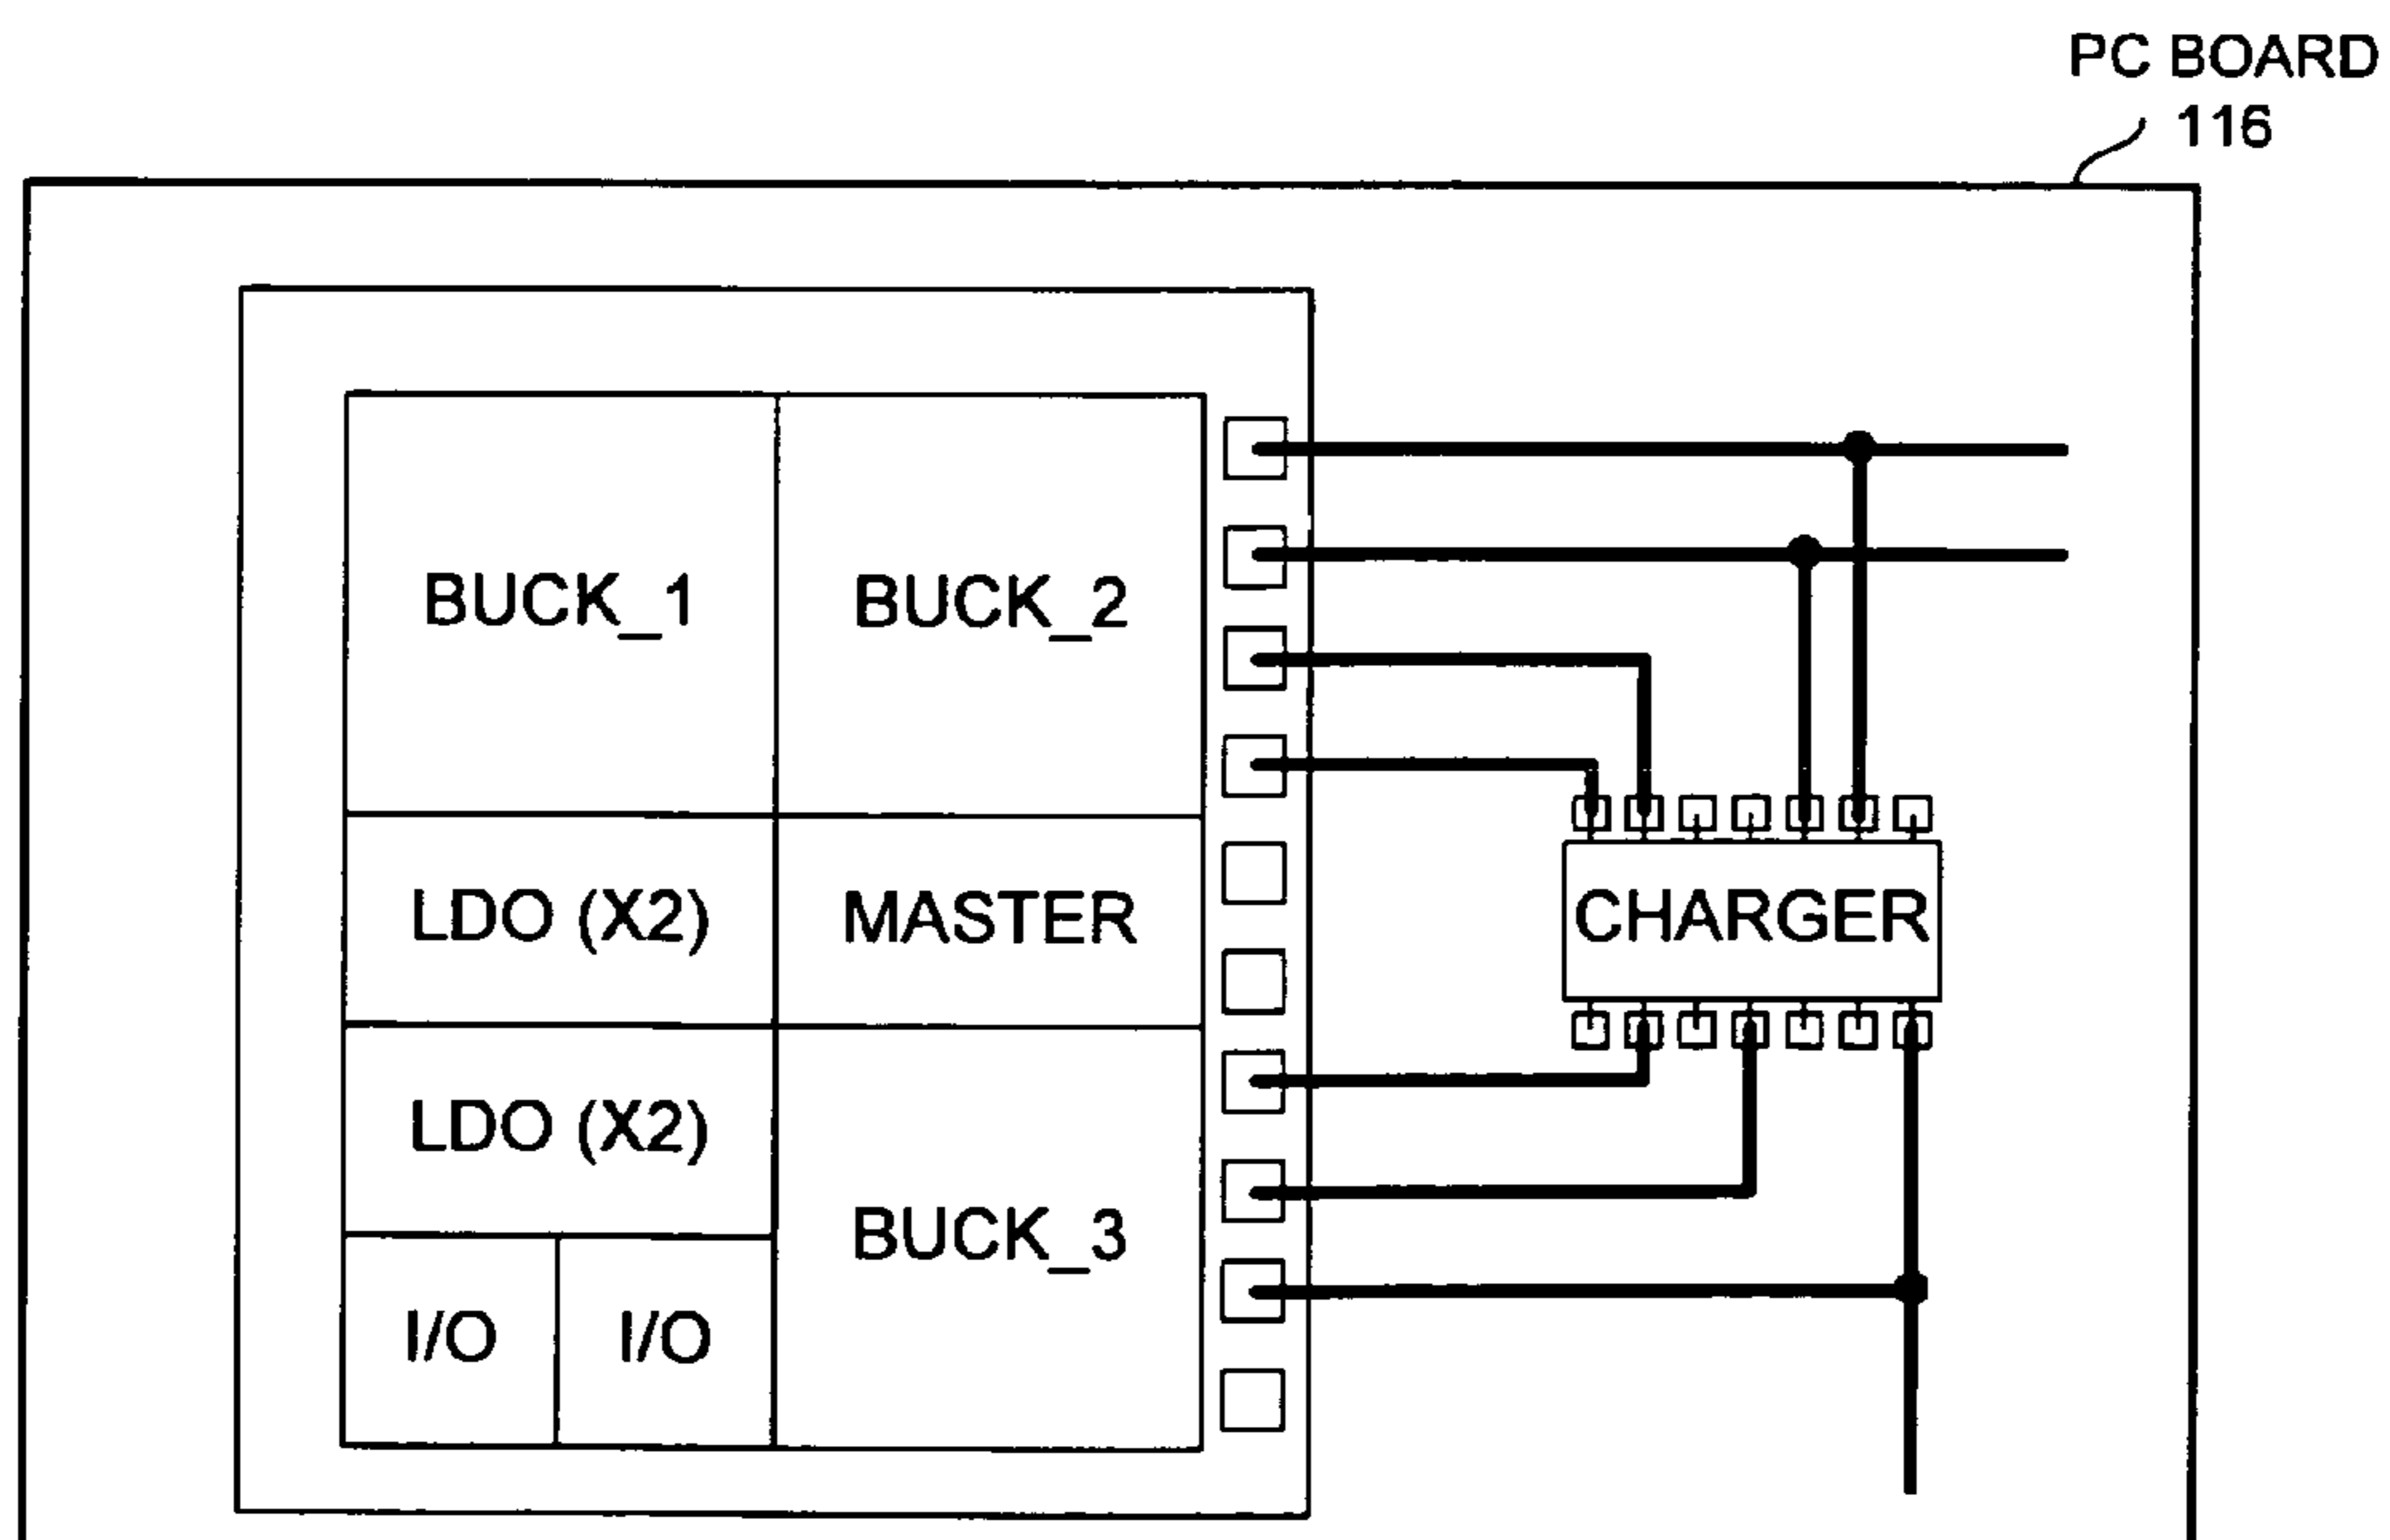 PC BOARD
116
BUCK_1
BUCK_2
LDO (X2)
MASTER
CHARGER
LDO (X2)
BUCK_3
I/O
I/O